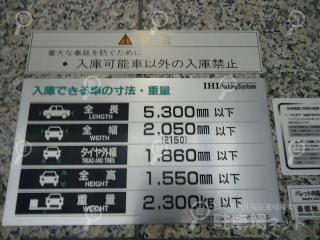 重大な事故を防ぐために
• 入庫可能車以外の入庫禁止
入庫できる車の寸法・重量 IHI Parking System
全長 LENGTH 5,300mm 以下
全幅 WIDTH 2,050mm 以下
(2150)
タイヤ外幅 TREAD AND TIRES 1,860mm 以下
全高 HEIGHT 1,550mm 以下
重量 WEIGHT 2,300kg 以下